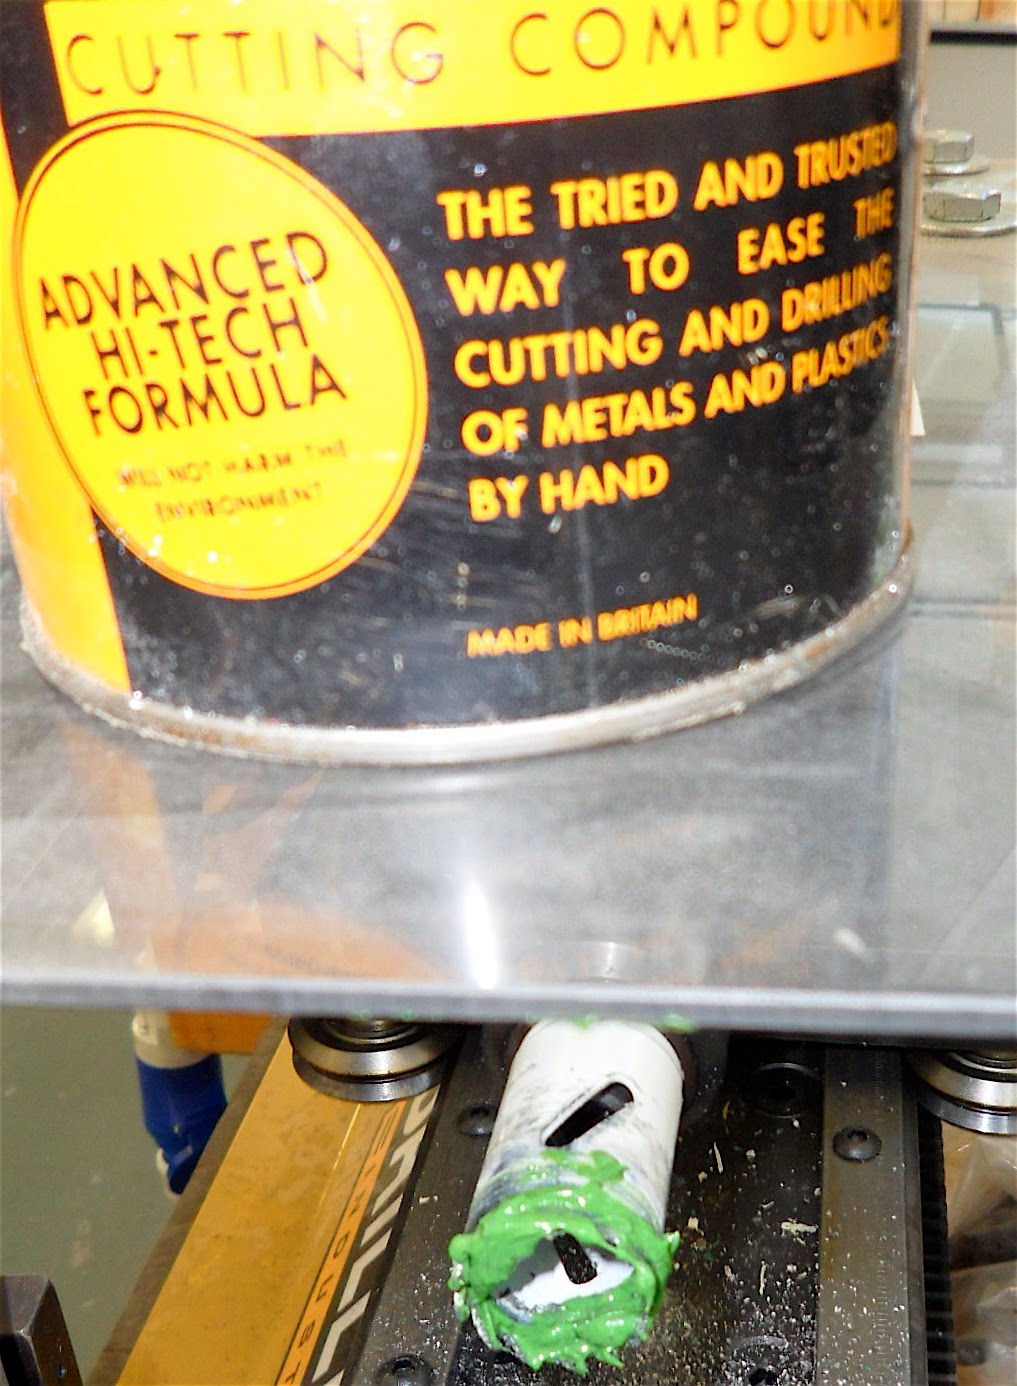 CUTTING COMPOUND
ADVANCED
HI-TECH
FORMULA
WILL NOT HARM THE
ENVIRONMENT
THE TRIED AND TRUSTED
WAY TO EASE THE
CUTTING AND DRILLING
OF METALS AND PLASTICS
BY HAND
MADE IN BRITAIN